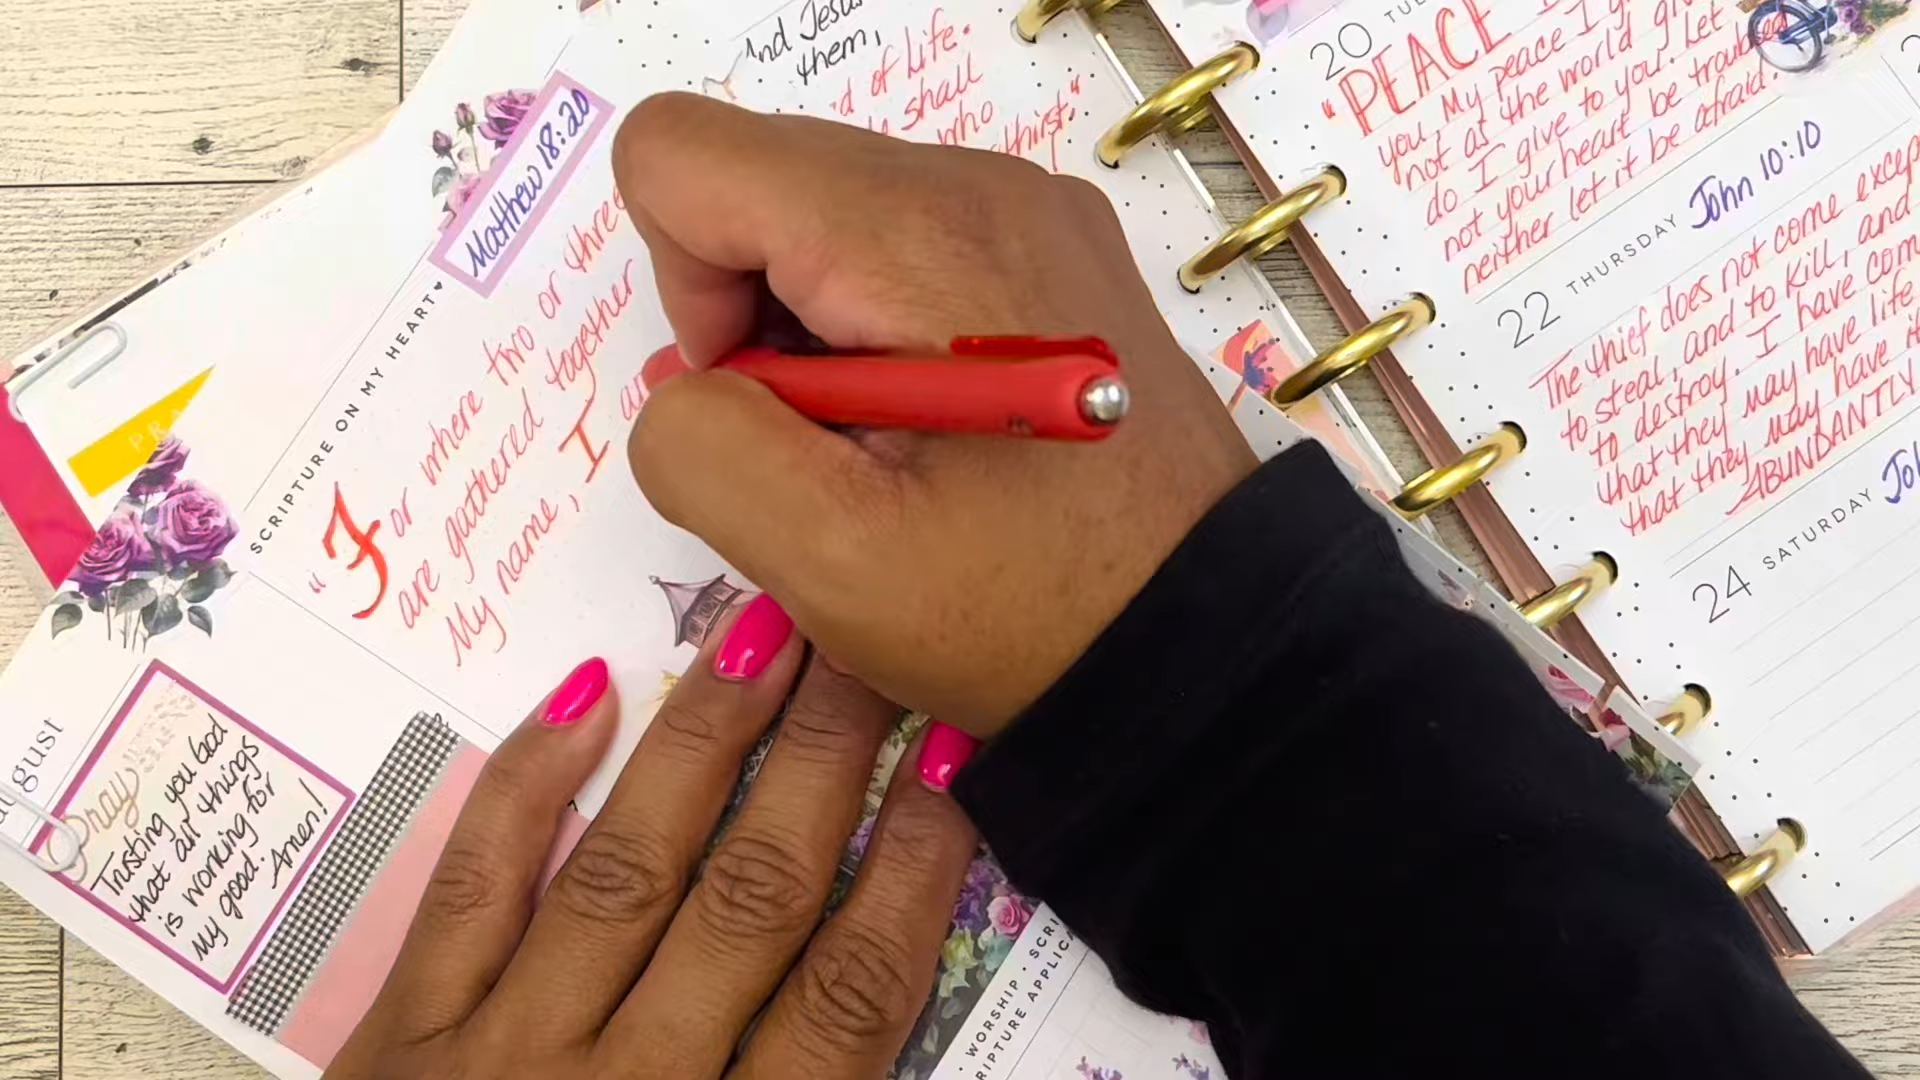 And Jesus
them,
of Life.
shall
who
thirst."
Matthew 18:20
SCRIPTURE ON MY HEART
"For where two or three
are gathered together
My name, I
PRA
august
Pray
Trusting you God
that all things
is working for
my good.
Amen!
WORSHIP • SCRI
RIPTURE APPLICA
20 TUE
"PEACE I
you, My peace I
not as the world
do I give to you. Let
not your heart be troubled
neither let it be afraid.
22 THURSDAY John 10:10
The thief does not come except
to steal, and to kill, and
to destroy. I have com
that they may have life
that they may have it
ABUNDANTLY
24 SATURDAY Jo